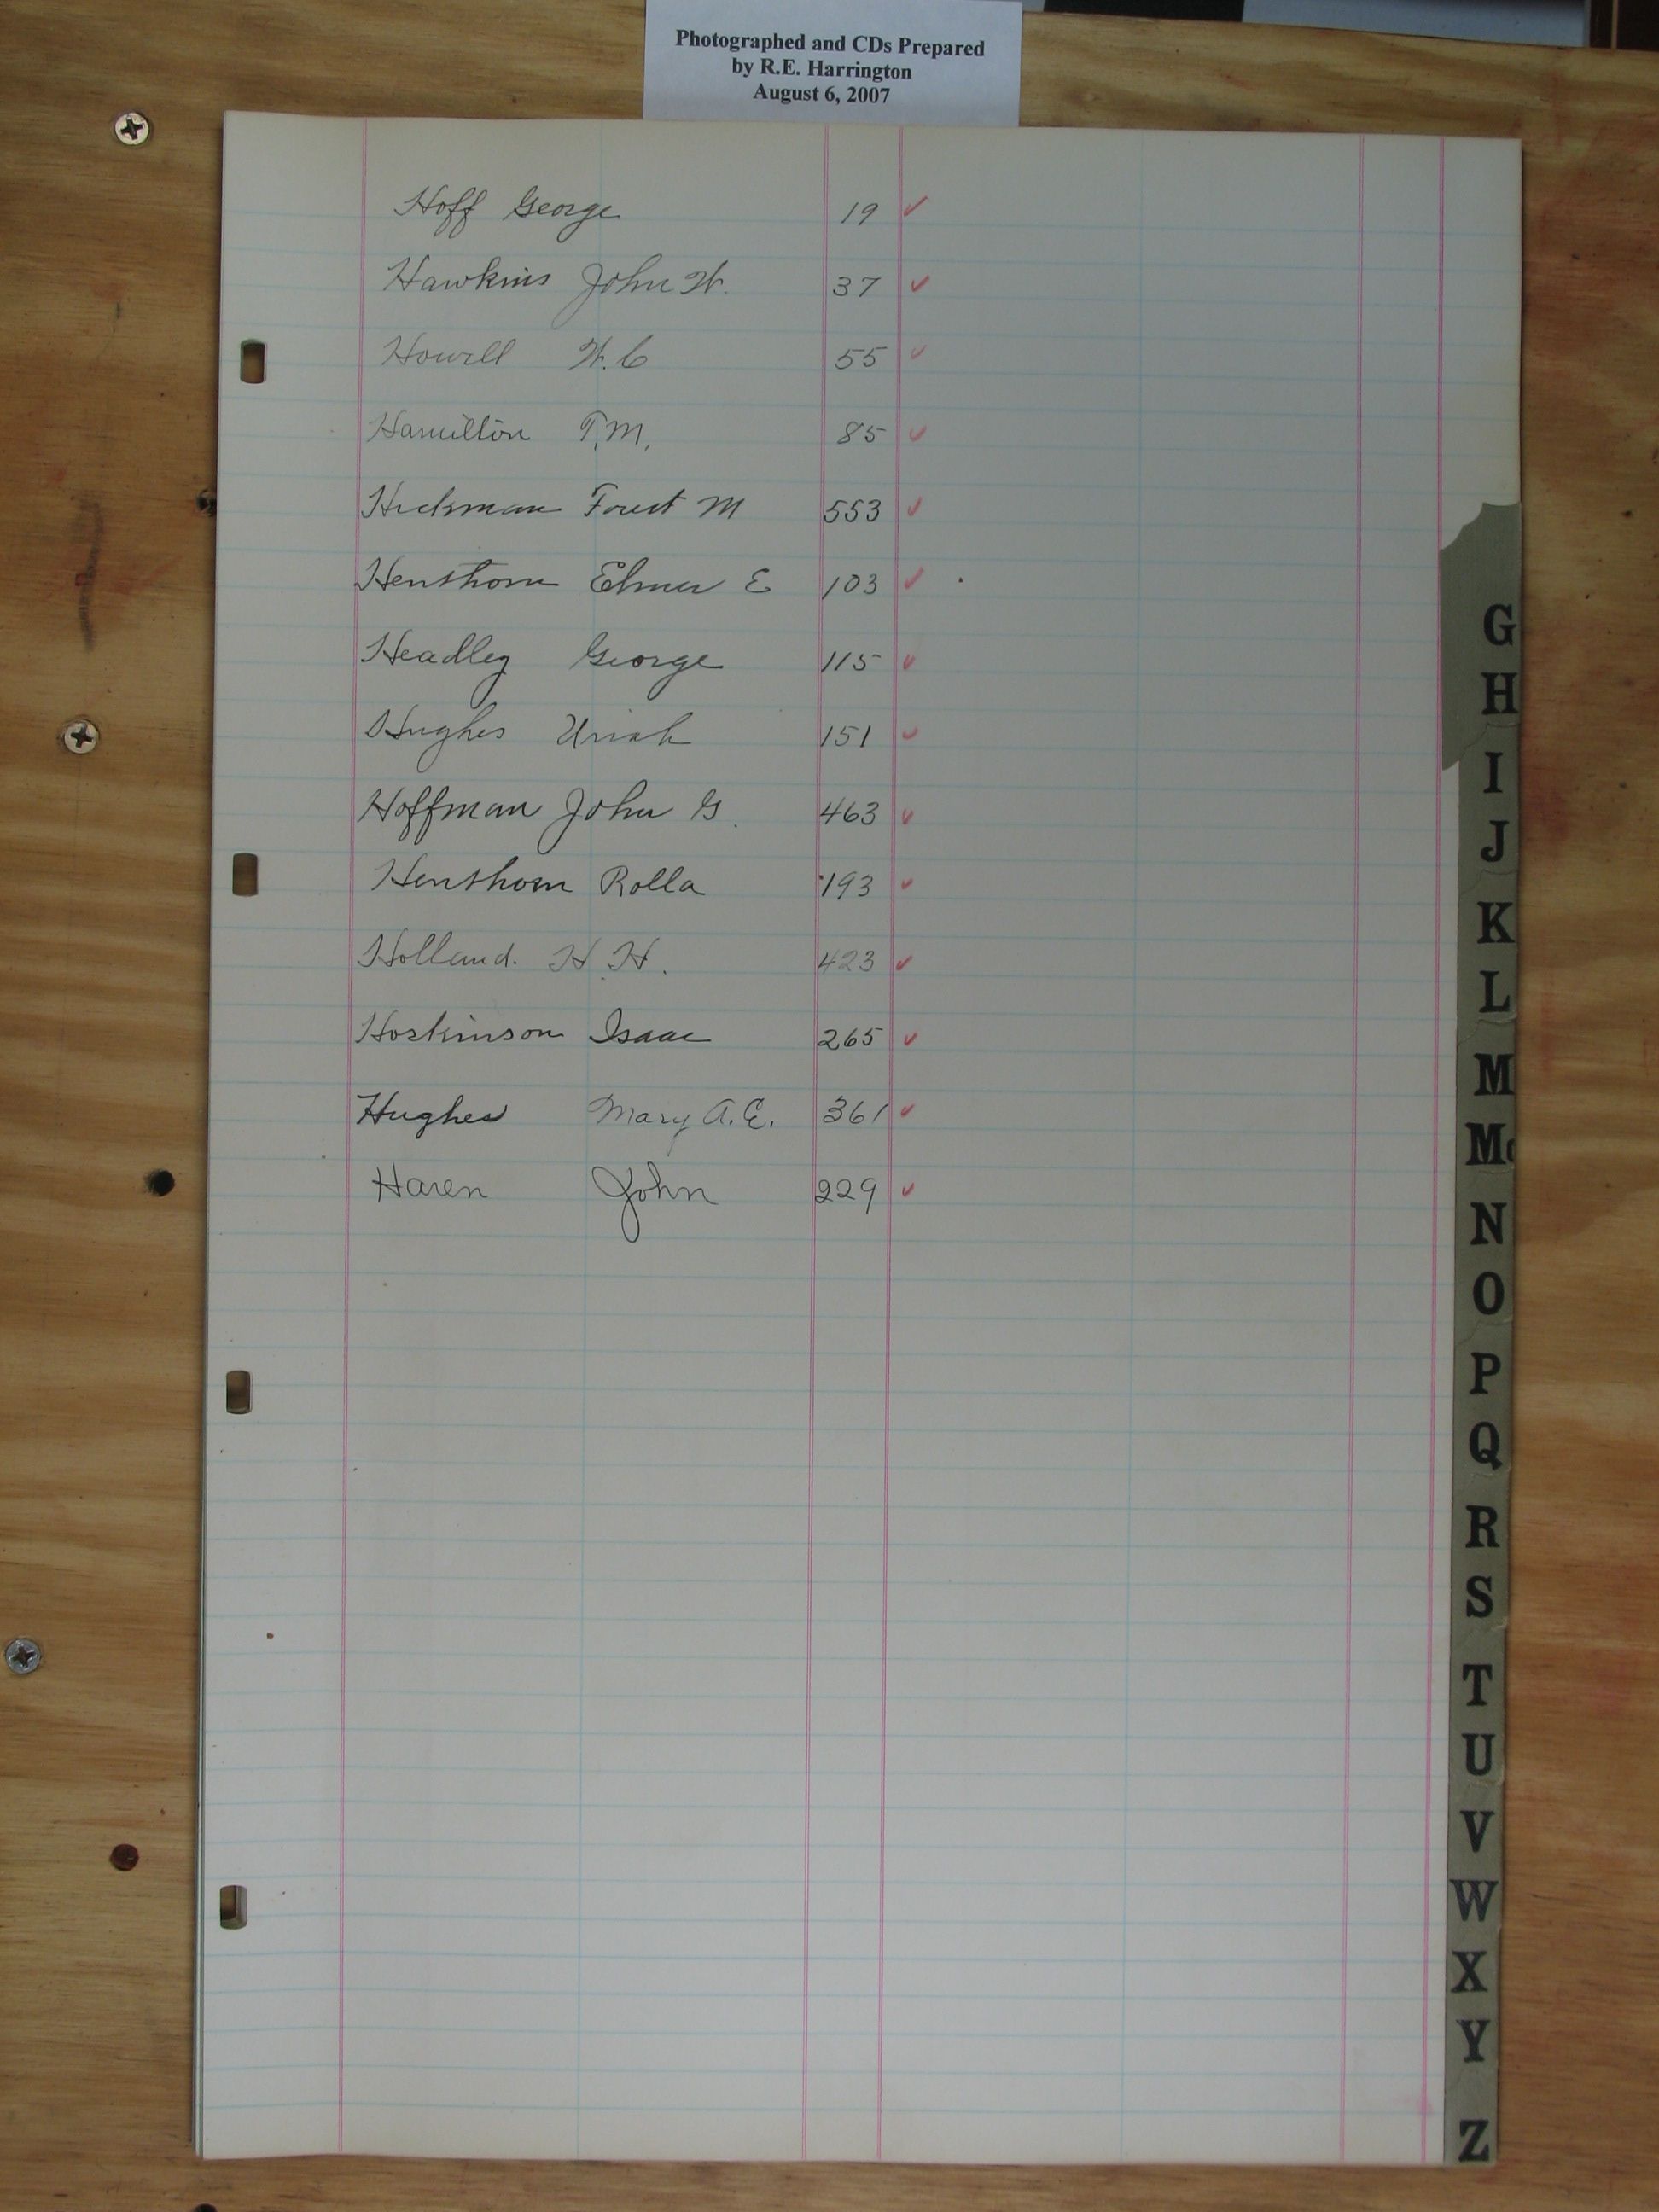 Photographed and CDs Prepared
by R.E. Harrington
August 6, 2007
Hoff George 19 ✓
Hawkins John W. 37 ✓
Howell W.C 55 ✓
Hamilton T.M. 85 ✓
Hickman Forest M 553 ✓
Henthorn Elmer E 103 ✓
Headley George 115 ✓
Hughes Uriah 151 ✓
Hoffman John G. 463 ✓
Henthorn Rolla 193 ✓
Holland. H.H. 423 ✓
Hoskinson Isaac 265 ✓
Hughes Mary A.E. 361 ✓
Haren John 229 ✓
G
H
I
J
K
L
M
Mc
N
O
P
Q
R
S
T
U
V
W
X
Y
Z